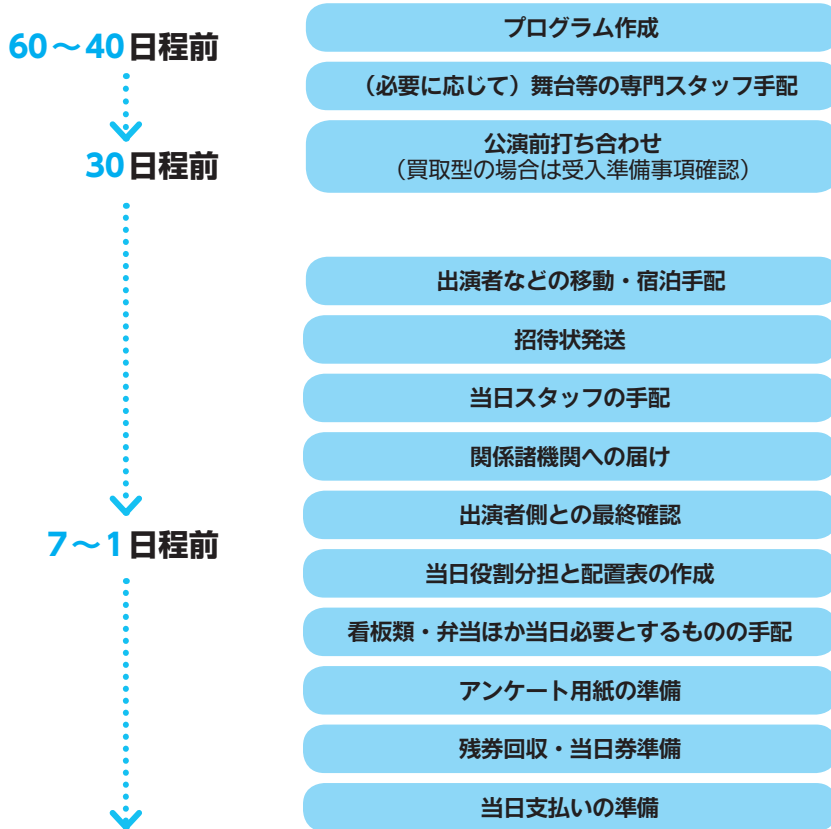 プログラム作成
60～40日程前
（必要に応じて）舞台等の専門スタッフ手配
公演前打ち合わせ
30日程前
（買取型の場合は受入準備事項確認）
出演者などの移動・宿泊手配
招待状発送
当日スタッフの手配
関係諸機関への届け
出演者側との最終確認
7～1日程前
当日役割分担と配置表の作成
看板類・弁当ほか当日必要とするものの手配
アンケート用紙の準備
残券回収・当日券準備
当日支払いの準備